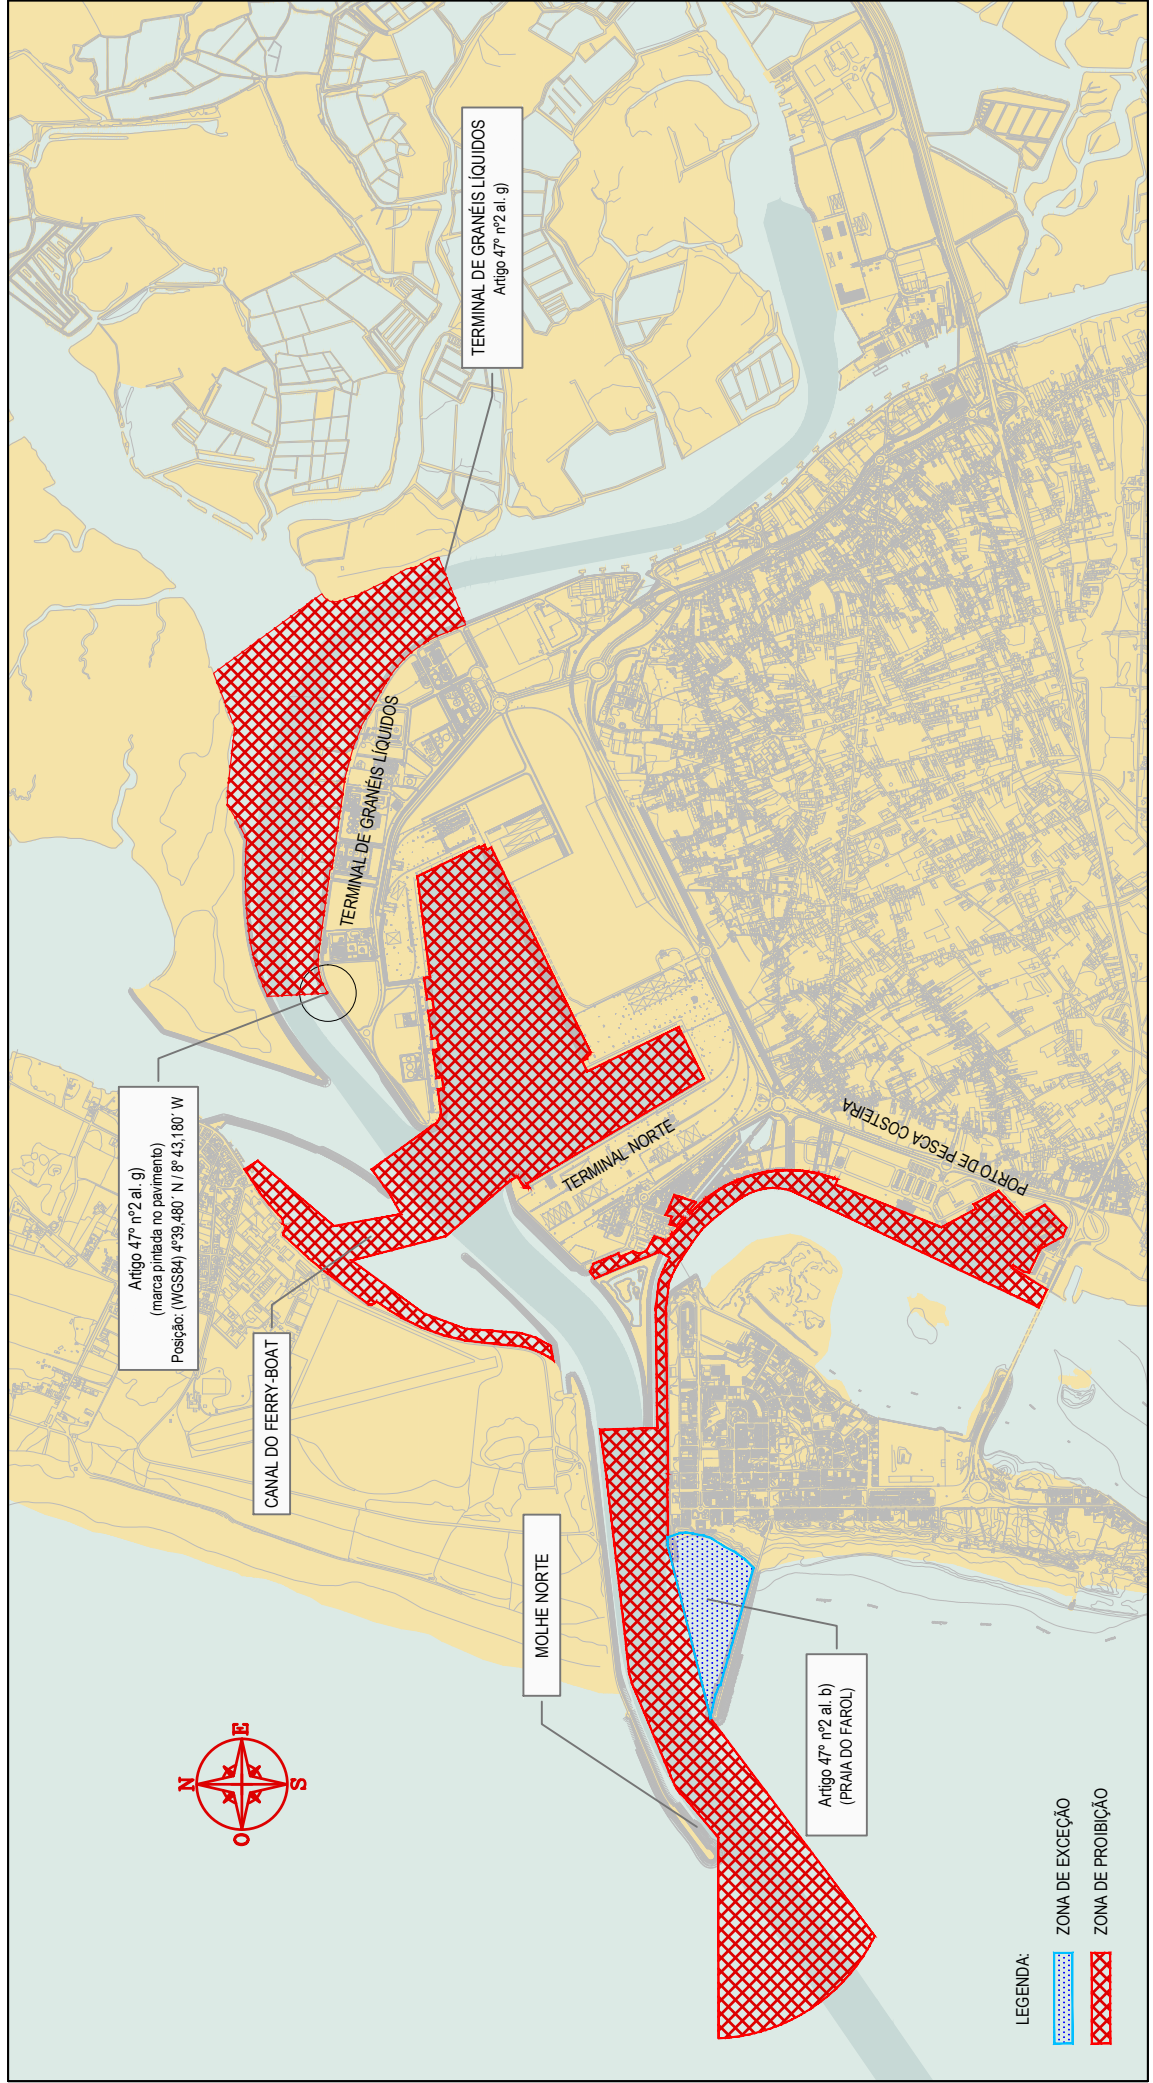 Artigo 47º nº2 al. g)
(marca pintada no pavimento)
Posição: (WGS84) 4º39,480´ N / 8º 43,180´ W
CANAL DO FERRY-BOAT
MOLHE NORTE
N
E
S
O
TERMINAL DE GRANÉIS LÍQUIDOS
Artigo 47º nº2 al. g)
TERMINAL DE GRANÉIS LÍQUIDOS
TERMINAL NORTE
PORTO DE PESCA COSTEIRA
Artigo 47º nº2 al. b)
(PRAIA DO FAROL)
LEGENDA:
ZONA DE EXCEÇÃO
ZONA DE PROIBIÇÃO